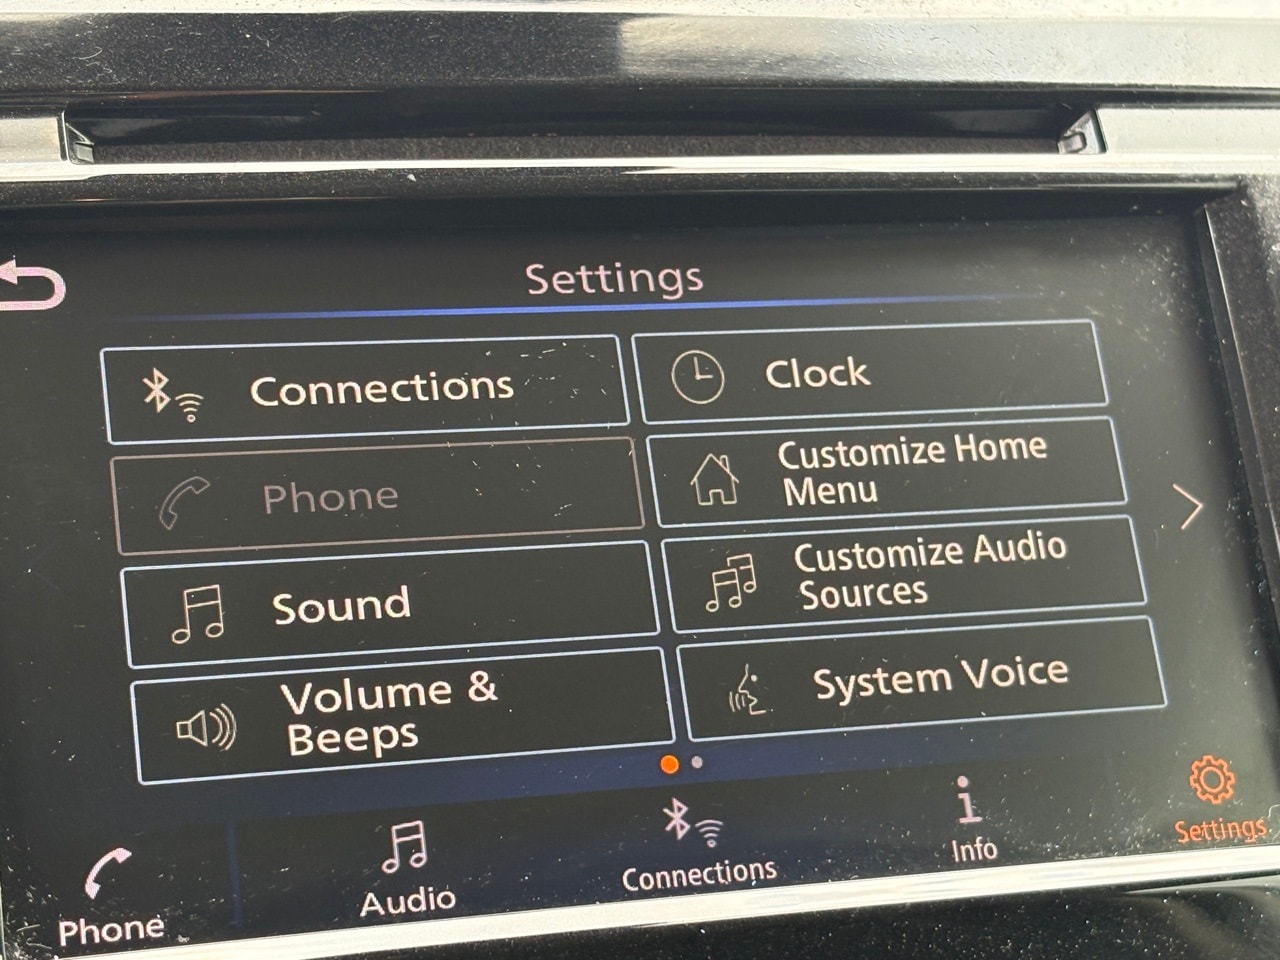 Settings
Connections
Clock
Phone
Customize Home
Menu
Sound
Customize Audio
Sources
Volume &
Beeps
System Voice
Phone
Audio
Connections
Info
Settings